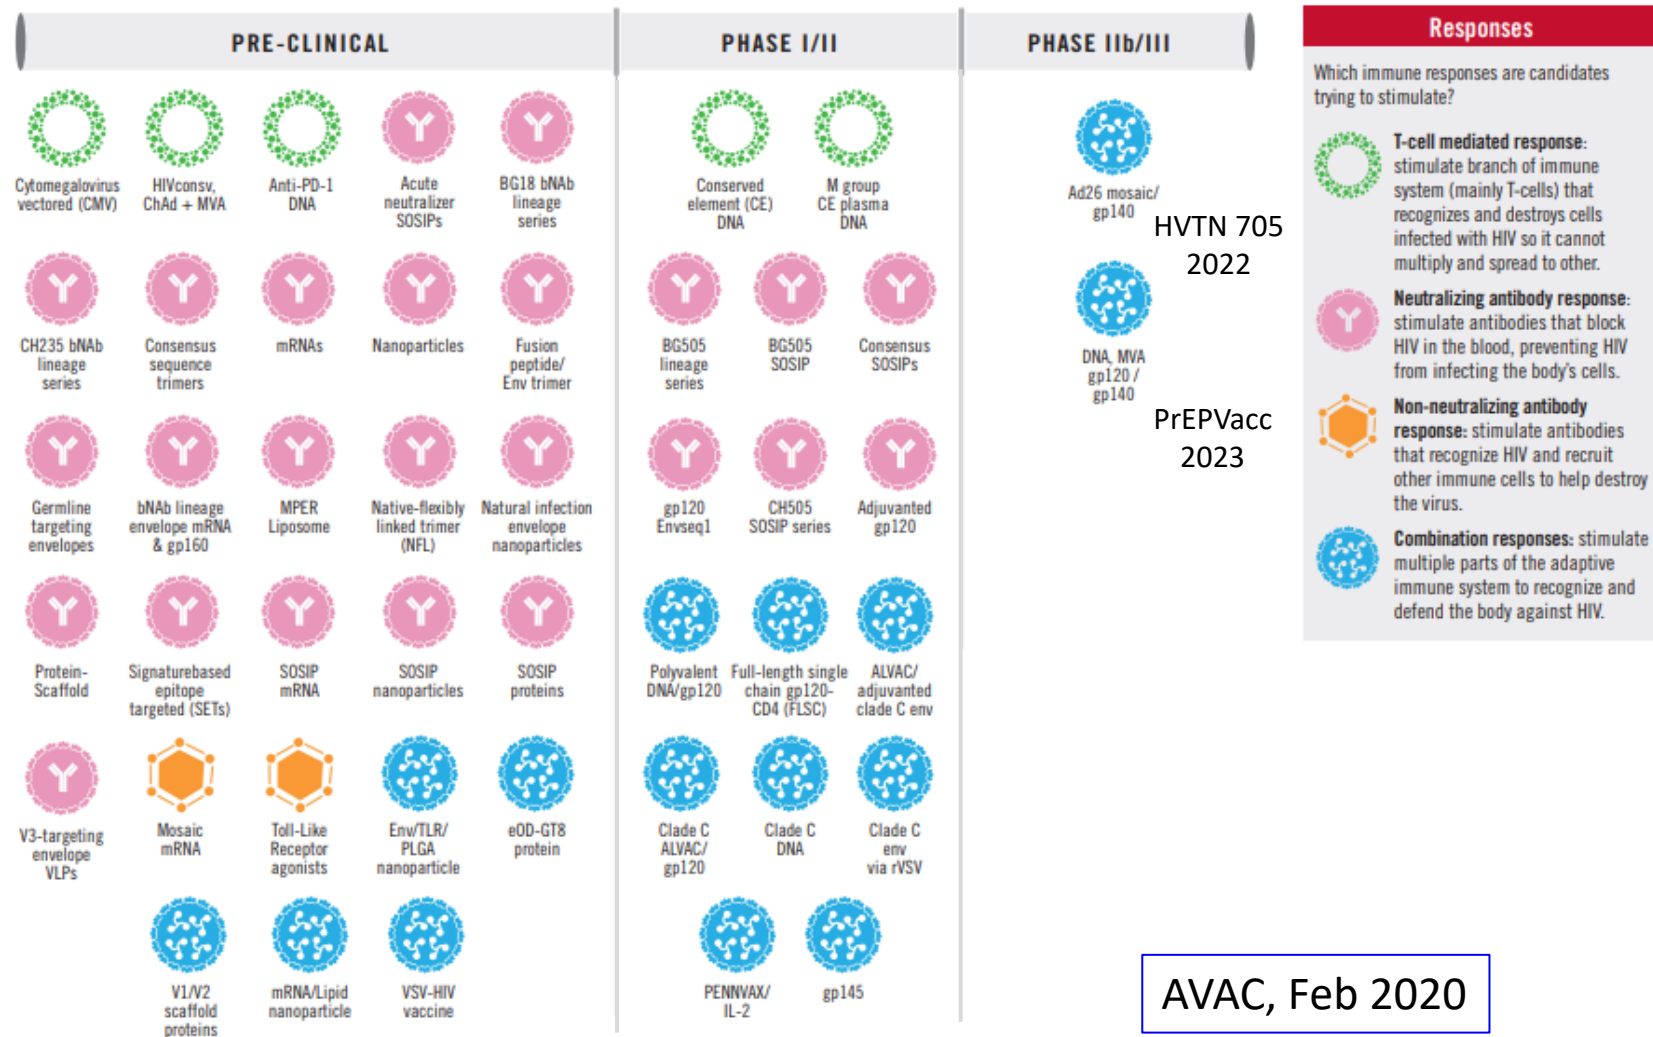 PRE-CLINICAL
PHASE I/II
PHASE IIb/III
Cytomegalovirus
vectored (CMV)
HIVconsv,
ChAd + MVA
Anti-PD-1
DNA
Acute
neutralizer
SOSIPs
BG18 bNAb
lineage
series
CH235 bNAb
lineage
series
Consensus
sequence
trimers
mRNAs
Nanoparticles
Fusion
peptide/
Env trimer
Germline
targeting
envelopes
bNAb lineage
envelope mRNA
& gp160
MPER
Liposome
Native-flexibly
linked trimer
(NFL)
Natural infection
envelope
nanoparticles
Protein-
Scaffold
Signaturebased
epitope
targeted (SETs)
SOSIP
mRNA
SOSIP
nanoparticles
SOSIP
proteins
V3-targeting
envelope
VLPs
Mosaic
mRNA
Toll-Like
Receptor
agonists
Env/TLR/
PLGA
nanoparticle
eOD-GT8
protein
V1/V2
scaffold
proteins
mRNA/Lipid
nanoparticle
VSV-HIV
vaccine
Conserved
element (CE)
DNA
M group
CE plasma
DNA
BG505
lineage
series
BG505
SOSIP
Consensus
SOSIPs
gp120
Envseq1
CH505
SOSIP series
Adjuvanted
gp120
Polyvalent
DNA/gp120
Full-length single
chain gp120-
CD4 (FLSC)
ALVAC/
adjuvanted
clade C env
Clade C
ALVAC/
gp120
Clade C
DNA
Clade C
env
via rVSV
PENNVAX/
IL-2
gp145
Ad26 mosaic/
gp140
HVTN 705
2022
DNA, MVA
gp120 /
gp140
PrEPVacc
2023
Responses
Which immune responses are candidates
trying to stimulate?
T-cell mediated response:
stimulate branch of immune
system (mainly T-cells) that
recognizes and destroys cells
infected with HIV so it cannot
multiply and spread to other.
Neutralizing antibody response:
stimulate antibodies that block
HIV in the blood, preventing HIV
from infecting the body's cells.
Non-neutralizing antibody
response: stimulate antibodies
that recognize HIV and recruit
other immune cells to help destroy
the virus.
Combination responses: stimulate
multiple parts of the adaptive
immune system to recognize and
defend the body against HIV.
AVAC, Feb 2020